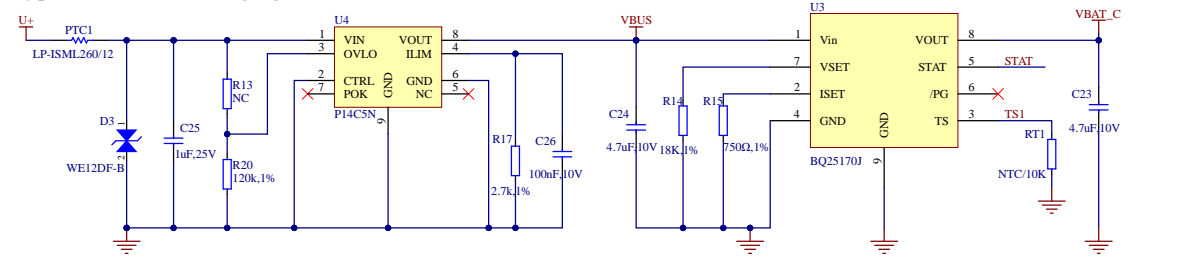 U+
PTC1
LP-ISML260/12
D3
1
2
WE12DF-B
C25
1uF,25V
R13
NC
R20
120k,1%
U4
1 VIN VOUT 8
3 OVLO ILIM 4
2 CTRL GND 6
7 POK NC 5
GND
9
P14C5N
R17
2.7k,1%
C26
100nF,10V
VBUS
C24
4.7uF,10V
R14
18K,1%
R15
750Ω,1%
U3
1 Vin VOUT 8
7 VSET STAT 5 STAT
2 ISET /PG 6
4 GND TS 3 TS1
GND
9
BQ25170J
RT1
NTC/10K
VBAT_C
C23
4.7uF,10V